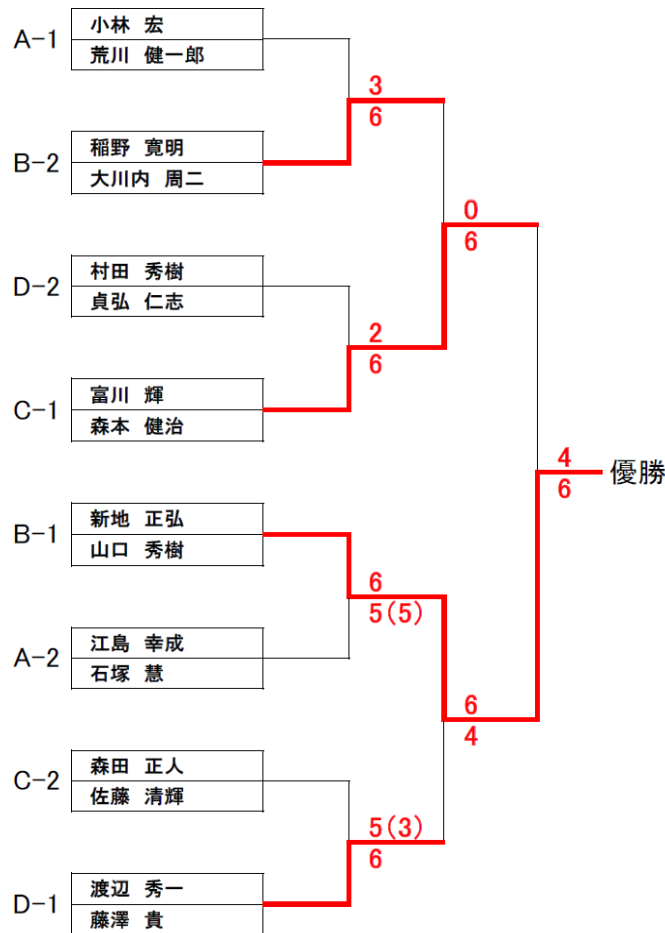 A-1
小林 宏
荒川 健一郎
3
6
B-2
稲野 寛明
大川内 周二
0
6
D-2
村田 秀樹
貞弘 仁志
2
6
C-1
富川 輝
森本 健治
4
6
優勝
B-1
新地 正弘
山口 秀樹
6
5(5)
A-2
江島 幸成
石塚 慧
6
4
C-2
森田 正人
佐藤 清輝
5(3)
6
D-1
渡辺 秀一
藤澤 貴